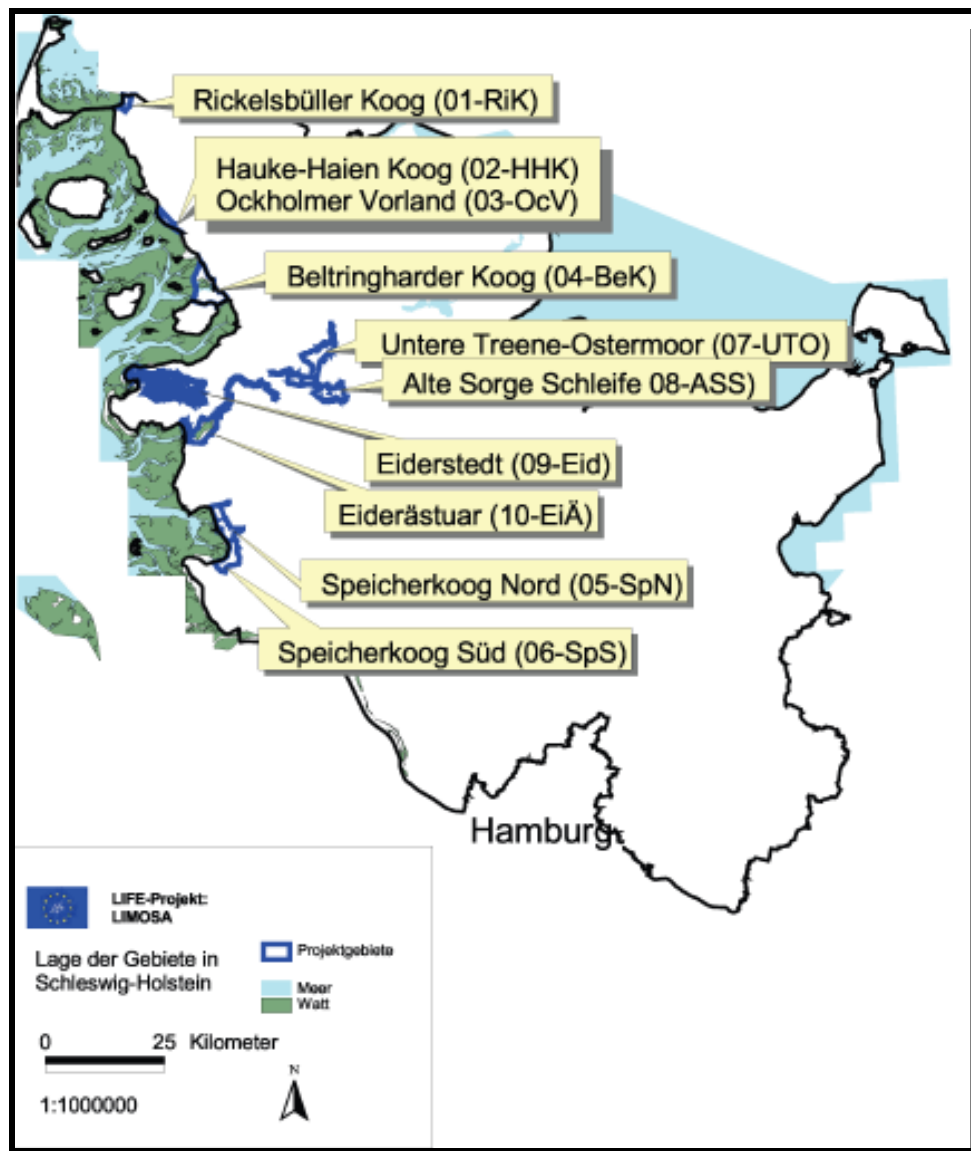 Rickelsbüller Koog (01-RiK)
Hauke-Haien Koog (02-HHK)
Ockholmer Vorland (03-OcV)
Beltringharder Koog (04-BeK)
Untere Treene-Ostermoor (07-UTO)
Alte Sorge Schleife 08-ASS)
Eiderstedt (09-Eid)
Eiderästuar (10-EiÄ)
Speicherkoog Nord (05-SpN)
Speicherkoog Süd (06-SpS)
Hamburg
LIFE-Projekt:
LIMOSA
Lage der Gebiete in
Schleswig-Holstein
Projektgebiete
Meer
Watt
0 25 Kilometer
1:1000000
N